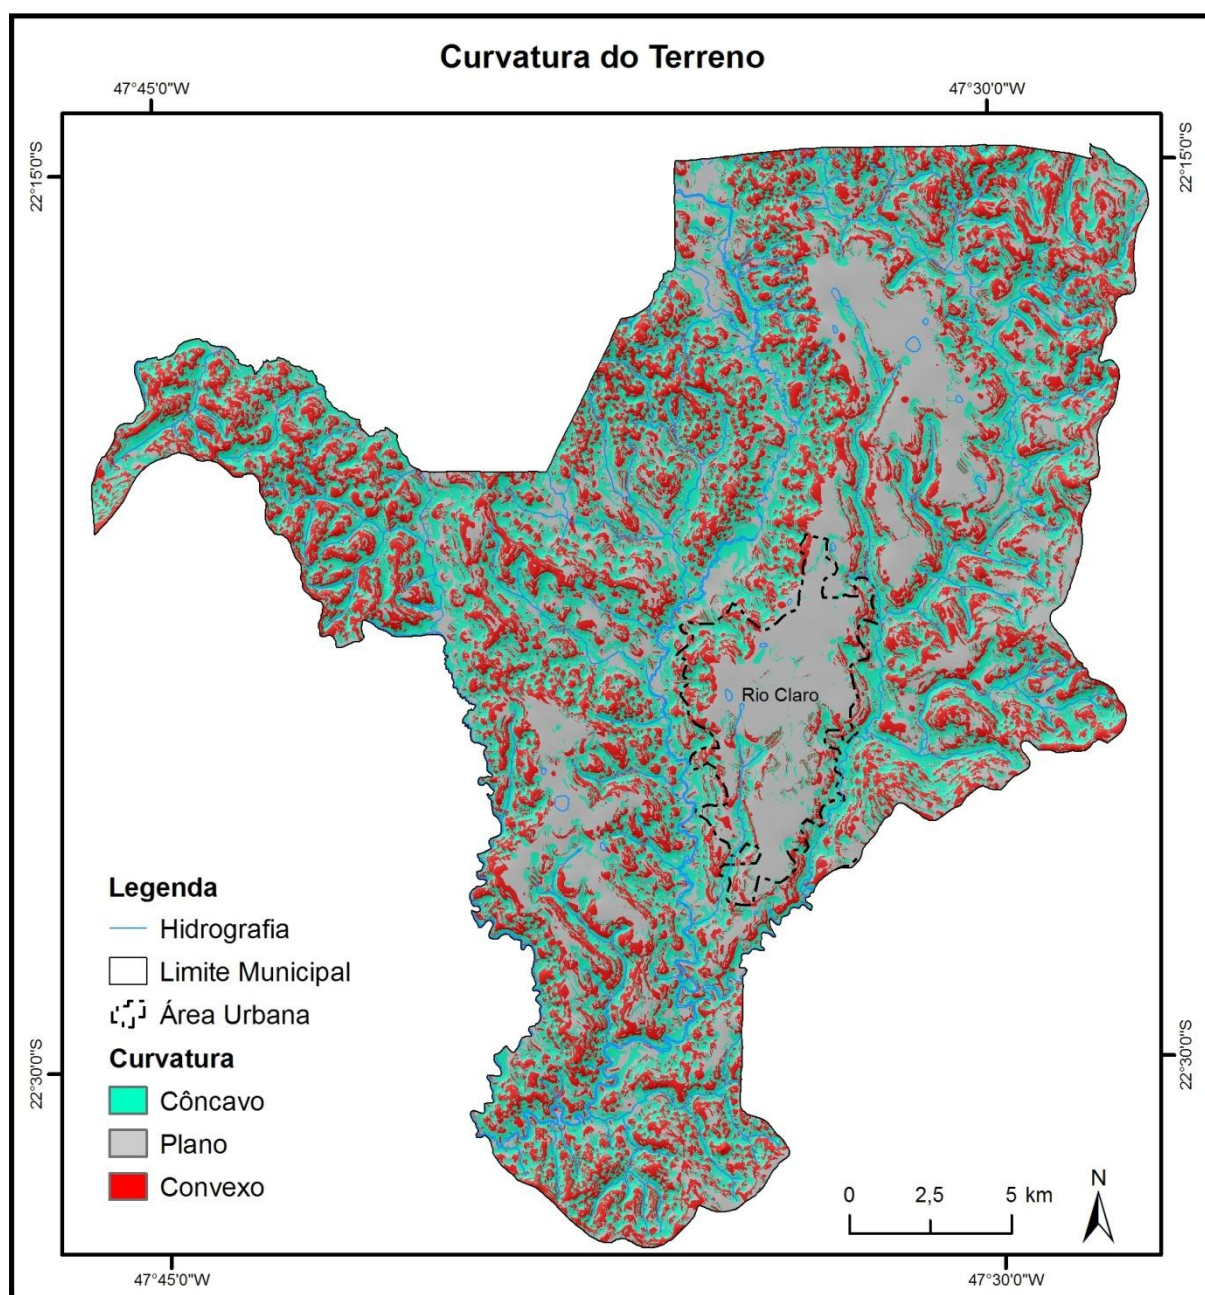 Curvatura do Terreno
47°45'0"W
47°30'0"W
22°15'0"S
22°15'0"S
Rio Claro
Legenda
Hidrografia
Limite Municipal
Área Urbana
Curvatura
Côncavo
Plano
Convexo
22°30'0"S
22°30'0"S
0 2,5 5 km
N
47°45'0"W
47°30'0"W